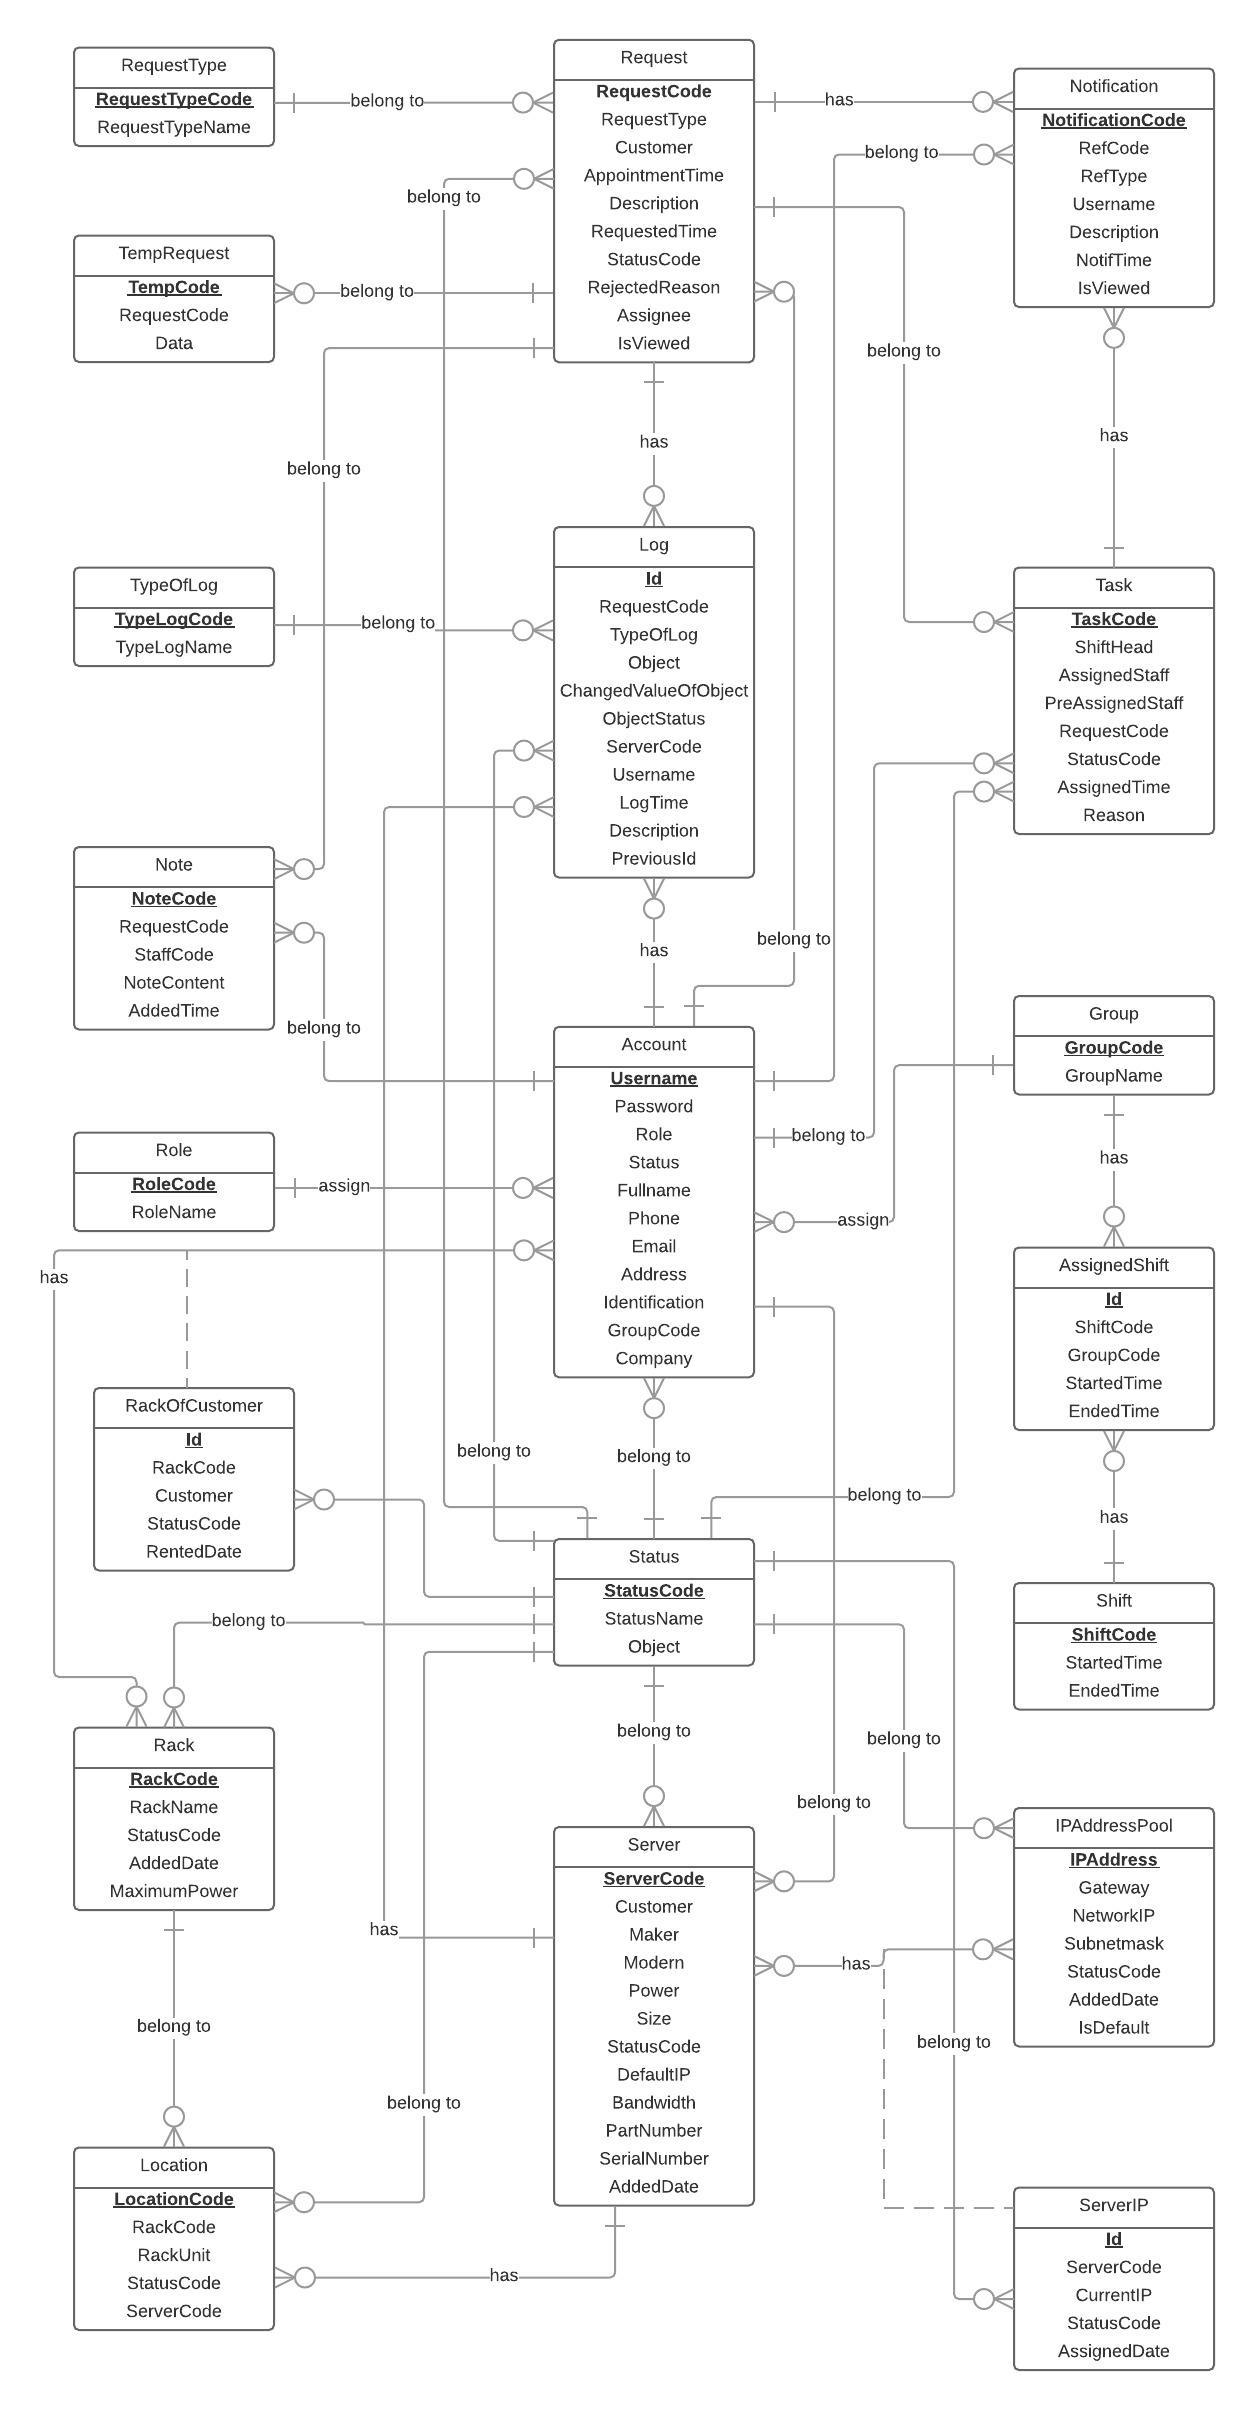 RequestType
RequestTypeCode
RequestTypeName
belong to
Request
RequestCode
RequestType
Customer
AppointmentTime
Description
RequestedTime
StatusCode
RejectedReason
Assignee
IsViewed
has
Notification
NotificationCode
RefCode
RefType
Username
Description
NotifTime
IsViewed
belong to
belong to
TempRequest
TempCode
RequestCode
Data
belong to
belong to
has
has
belong to
TypeOfLog
TypeLogCode
TypeLogName
belong to
Log
Id
RequestCode
TypeOfLog
Object
ChangedValueOfObject
ObjectStatus
ServerCode
Username
LogTime
Description
PreviousId
Task
TaskCode
ShiftHead
AssignedStaff
PreAssignedStaff
RequestCode
StatusCode
AssignedTime
Reason
Note
NoteCode
RequestCode
StaffCode
NoteContent
AddedTime
has
belong to
belong to
Account
Username
Password
Role
Status
Fullname
Phone
Email
Address
Identification
GroupCode
Company
Group
GroupCode
GroupName
belong to
has
Role
RoleCode
RoleName
assign
assign
has
AssignedShift
Id
ShiftCode
GroupCode
StartedTime
EndedTime
RackOfCustomer
Id
RackCode
Customer
StatusCode
RentedDate
belong to
belong to
belong to
has
Status
StatusCode
StatusName
Object
Shift
ShiftCode
StartedTime
EndedTime
belong to
belong to
belong to
Rack
RackCode
RackName
StatusCode
AddedDate
MaximumPower
belong to
Server
ServerCode
Customer
Maker
Modern
Power
Size
StatusCode
DefaultIP
Bandwidth
PartNumber
SerialNumber
AddedDate
IPAddressPool
IPAddress
Gateway
NetworkIP
Subnetmask
StatusCode
AddedDate
IsDefault
has
has
belong to
belong to
belong to
Location
LocationCode
RackCode
RackUnit
StatusCode
ServerCode
has
ServerIP
Id
ServerCode
CurrentIP
StatusCode
AssignedDate